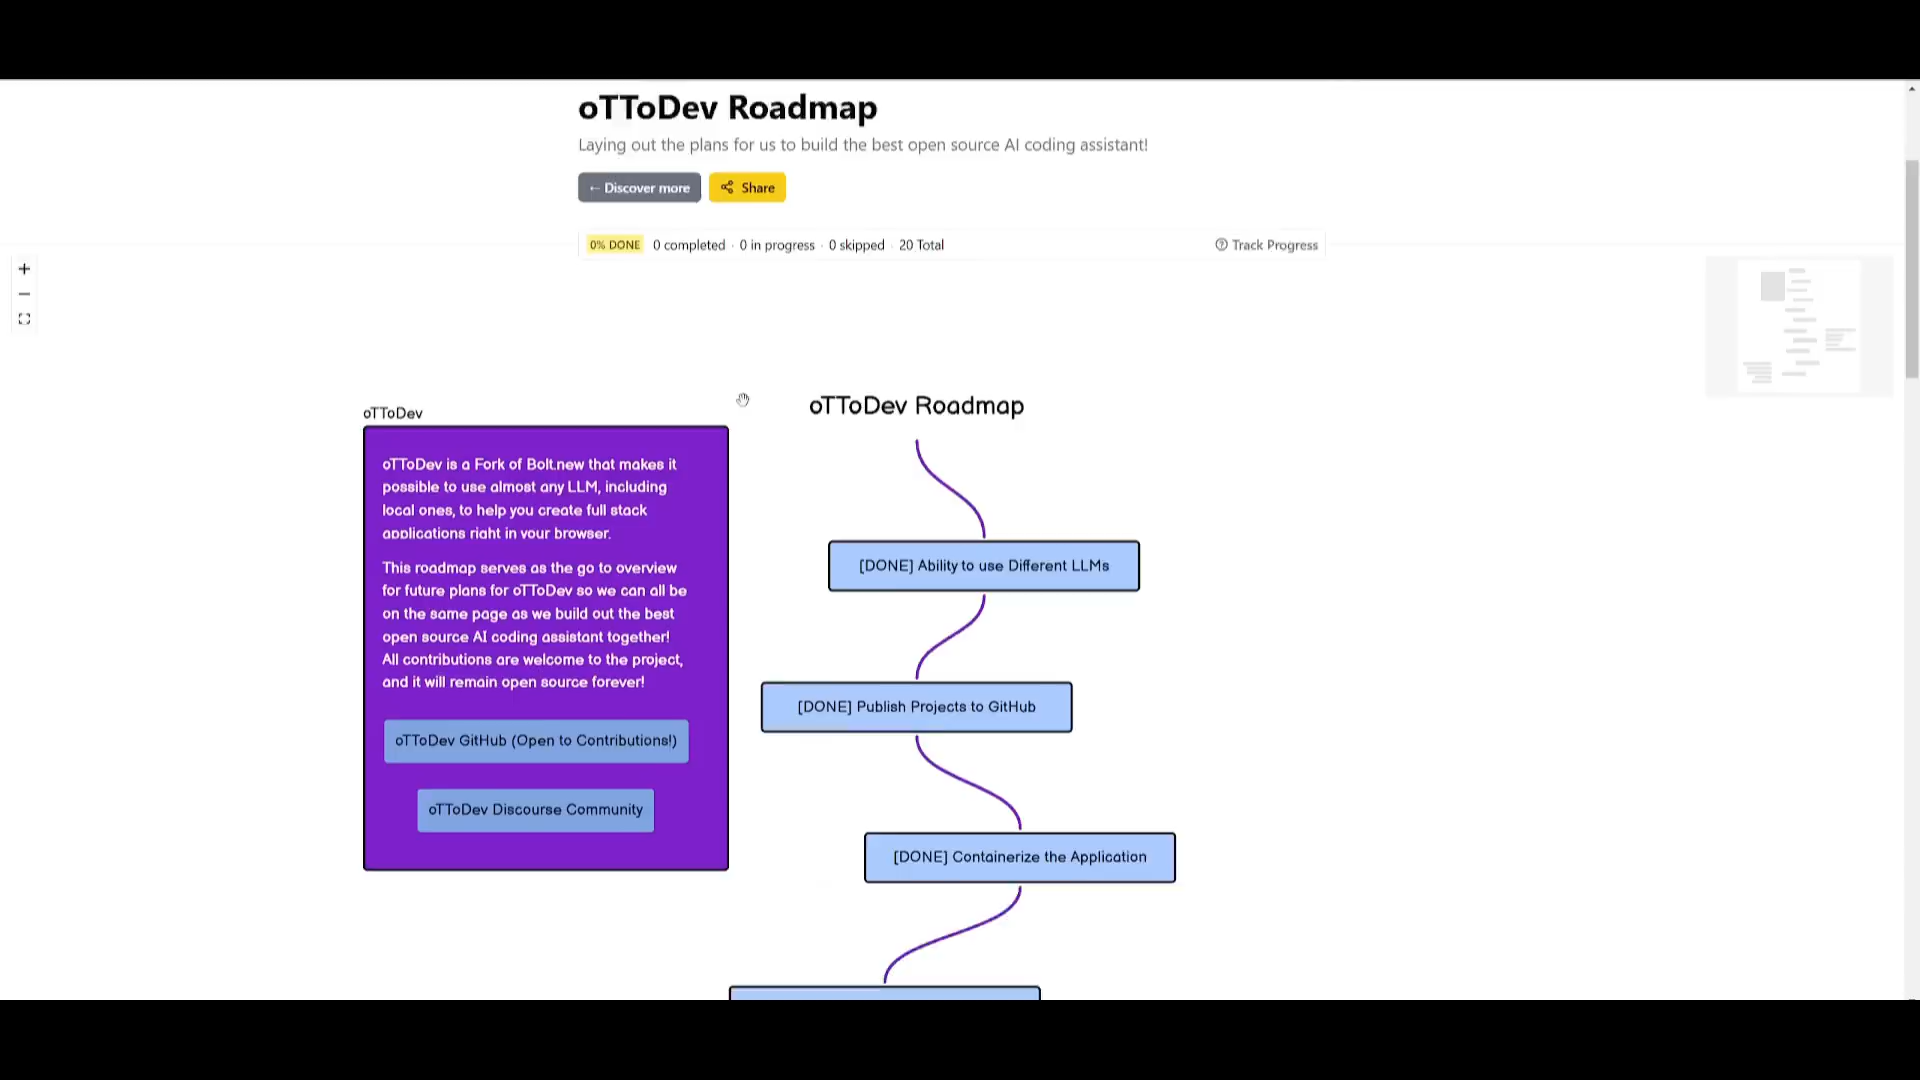 oTToDev Roadmap
Laying out the plans for us to build the best open source AI coding assistant!
← Discover more
Share
0% DONE 0 completed · 0 in progress · 0 skipped · 20 Total
Track Progress
oTToDev
oTToDev is a Fork of Bolt.new that makes it
possible to use almost any LLM, including
local ones, to help you create full stack
applications right in your browser.
This roadmap serves as the go to overview
for future plans for oTToDev so we can all be
on the same page as we build out the best
open source AI coding assistant together!
All contributions are welcome to the project,
and it will remain open source forever!
oTToDev GitHub (Open to Contributions!)
oTToDev Discourse Community
oTToDev Roadmap
[DONE] Ability to use Different LLMs
[DONE] Publish Projects to GitHub
[DONE] Containerize the Application